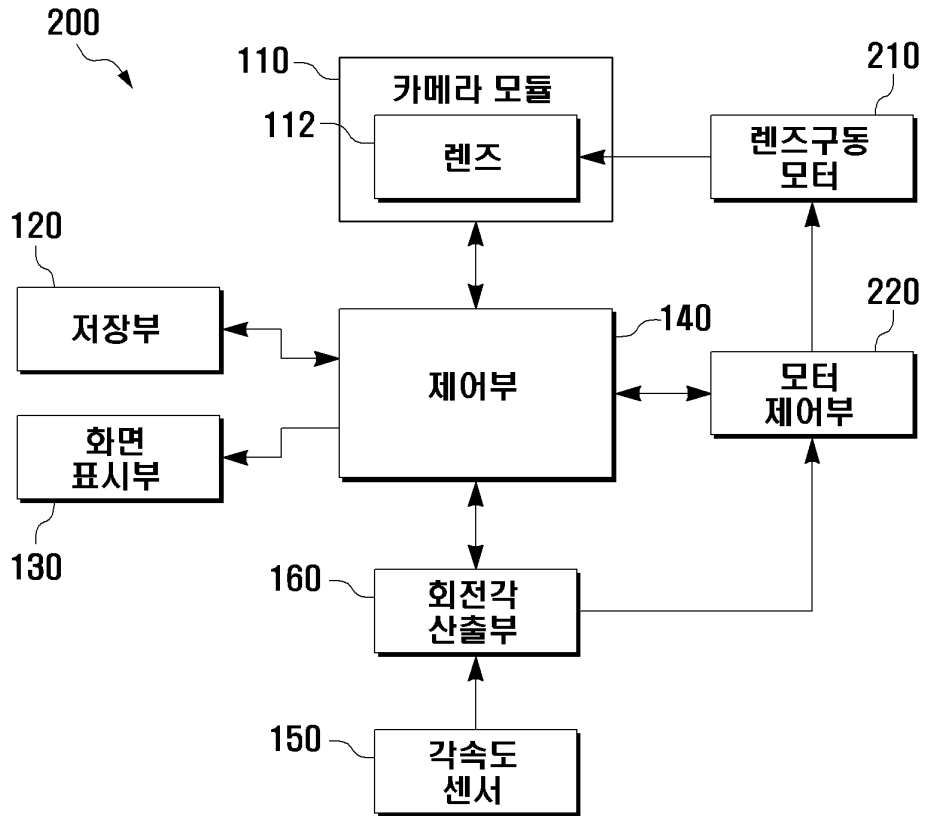 200
110
카메라 모듈
112
렌즈
210
렌즈구동
모터
120
저장부
140
제어부
220
모터
제어부
화면
표시부
130
160
회전각
산출부
150
각속도
센서